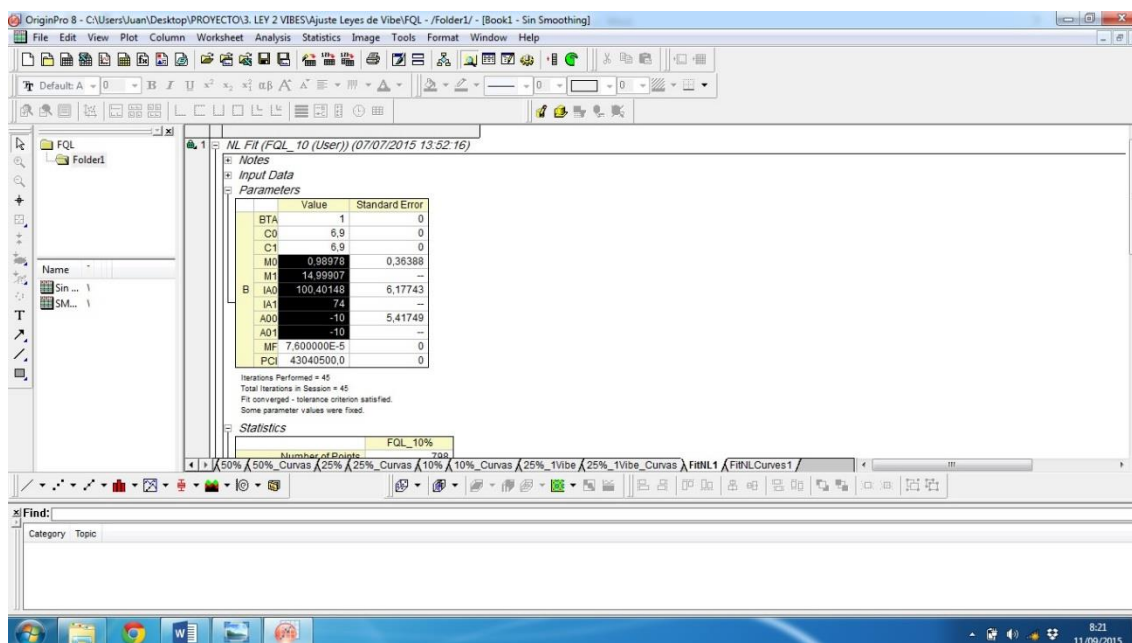 OriginPro 8 - C:\Users\Juan\Desktop\PROYECTO\3. LEY 2 VIBES\Ajuste Leyes de Vibe\FQL - /Folder1/ - [Book1 - Sin Smoothing]
File Edit View Plot Column Worksheet Analysis Statistics Image Tools Format Window Help
Default: A 0 B I U 0 0
FQL
Folder1
1 NL Fit (FQL_10 (User)) (07/07/2015 13:52:16)
Notes
Input Data
Parameters
Value Standard Error
BTA 1 0
C0 6,9 0
C1 6,9 0
M0 0,98978 0,36388
M1 14,99907 --
B IA0 100,40148 6,17743
IA1 74 --
A00 -10 5,41749
A01 -10 --
MF 7,600000E-5 0
PCI 43040500,0 0
Name
Sin ... \
SM... \
Iterations Performed = 45
Total Iterations in Session = 45
Fit converged - tolerance criterion satisfied.
Some parameter values were fixed.
Statistics
FQL_10%
Number of Points 798
50% 50%_Curvas 25% 25%_Curvas 10% 10%_Curvas 25%_1Vibe 25%_1Vibe_Curvas FitNL1 FitNLCurves1
Find:
Category Topic
8:21
11/09/2015